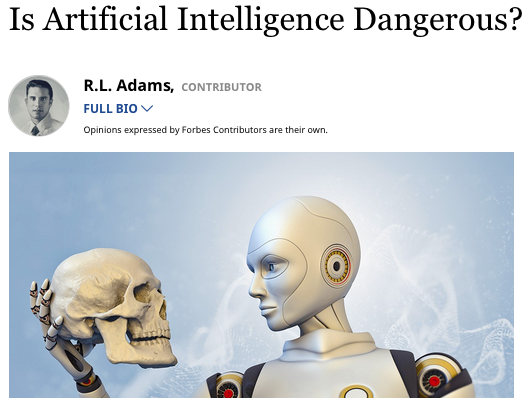 Is Artificial Intelligence Dangerous?
R.L. Adams, CONTRIBUTOR
FULL BIO
Opinions expressed by Forbes Contributors are their own.